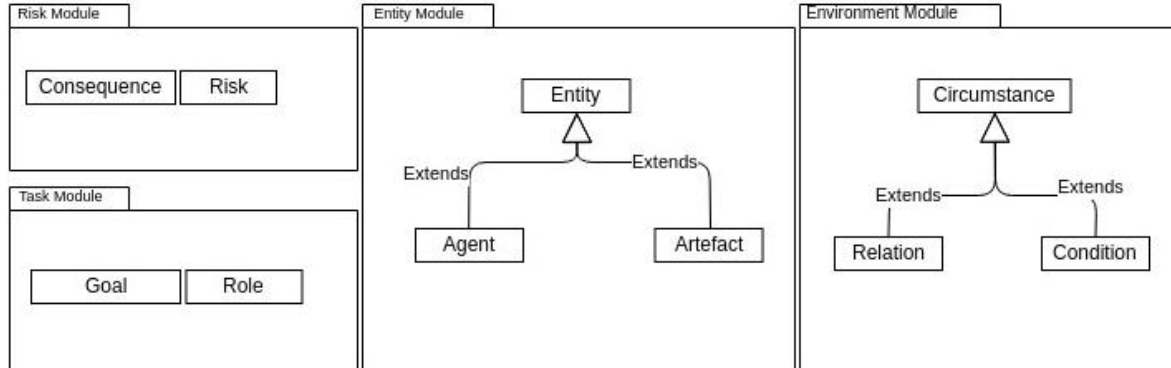 Risk Module
Consequence
Risk
Task Module
Goal
Role
Entity Module
Entity
Extends
Extends
Agent
Artefact
Environment Module
Circumstance
Extends
Extends
Relation
Condition